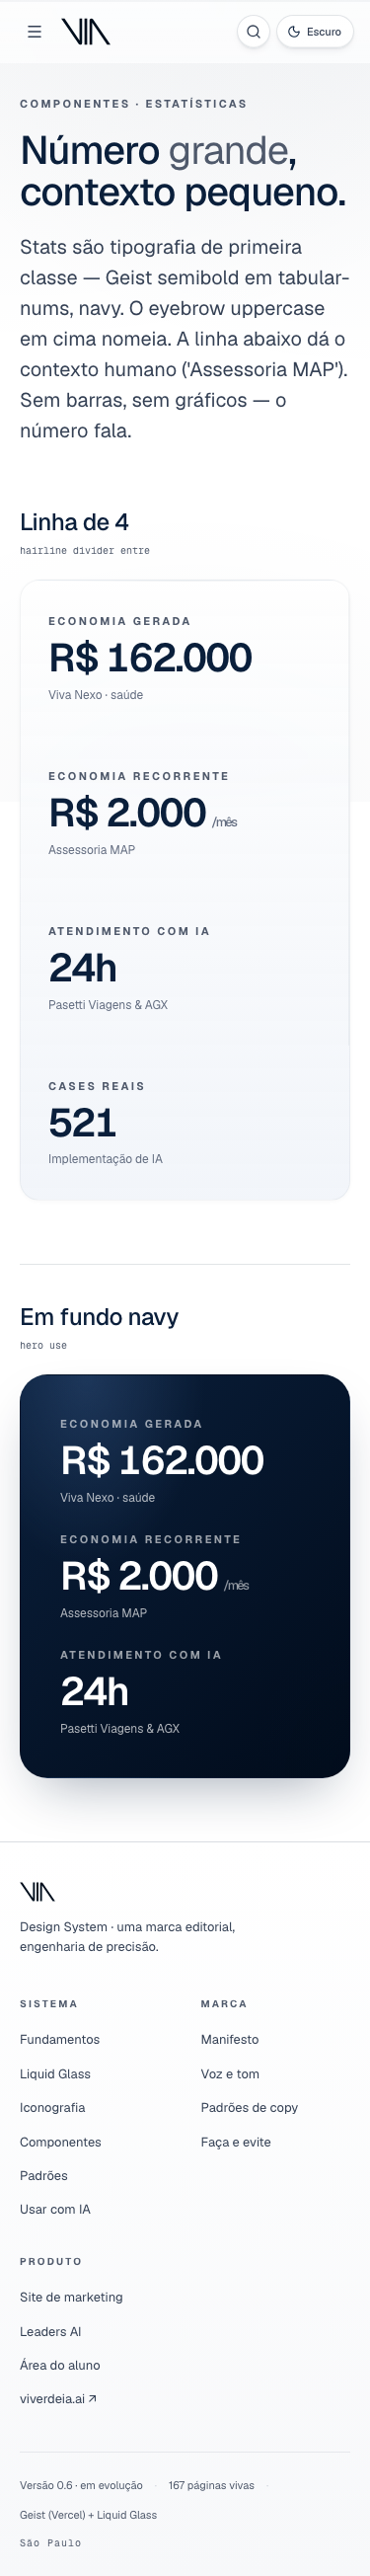 VIA
Escuro
COMPONENTES · ESTATÍSTICAS
Número grande,
contexto pequeno.
Stats são tipografia de primeira
classe — Geist semibold em tabular-
nums, navy. O eyebrow uppercase
em cima nomeia. A linha abaixo dá o
contexto humano ('Assessoria MAP').
Sem barras, sem gráficos — o
número fala.
Linha de 4
hairline divider entre
ECONOMIA GERADA
R$ 162.000
Viva Nexo · saúde
ECONOMIA RECORRENTE
R$ 2.000 /mês
Assessoria MAP
ATENDIMENTO COM IA
24h
Pasetti Viagens & AGX
CASES REAIS
521
Implementação de IA
Em fundo navy
hero use
ECONOMIA GERADA
R$ 162.000
Viva Nexo · saúde
ECONOMIA RECORRENTE
R$ 2.000 /mês
Assessoria MAP
ATENDIMENTO COM IA
24h
Pasetti Viagens & AGX
VIA
Design System · uma marca editorial,
engenharia de precisão.
SISTEMA
Fundamentos
Liquid Glass
Iconografia
Componentes
Padrões
Usar com IA
MARCA
Manifesto
Voz e tom
Padrões de copy
Faça e evite
PRODUTO
Site de marketing
Leaders AI
Área do aluno
viverdeia.ai ↗
Versão 0.6 · em evolução · 167 páginas vivas ·
Geist (Vercel) + Liquid Glass
São Paulo